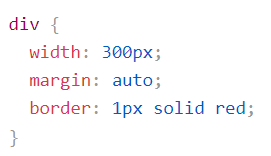 div {
  width: 300px;
  margin: auto;
  border: 1px solid red;
}